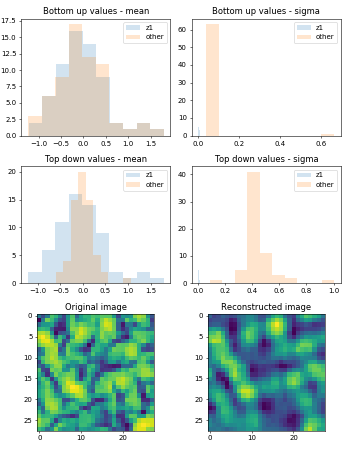 Bottom up values - mean
Bottom up values - sigma
17.5
15.0
12.5
10.0
7.5
5.0
2.5
0.0
z1
other
−1.0 −0.5 0.0 0.5 1.0 1.5
60
50
40
30
20
10
0
z1
other
0.0 0.2 0.4 0.6
Top down values - mean
Top down values - sigma
20
15
10
5
0
z1
other
−1.0 −0.5 0.0 0.5 1.0 1.5
40
30
20
10
0
z1
other
0.0 0.2 0.4 0.6 0.8 1.0
Original image
Reconstructed image
0
5
10
15
20
25
0 10 20
0
5
10
15
20
25
0 10 20